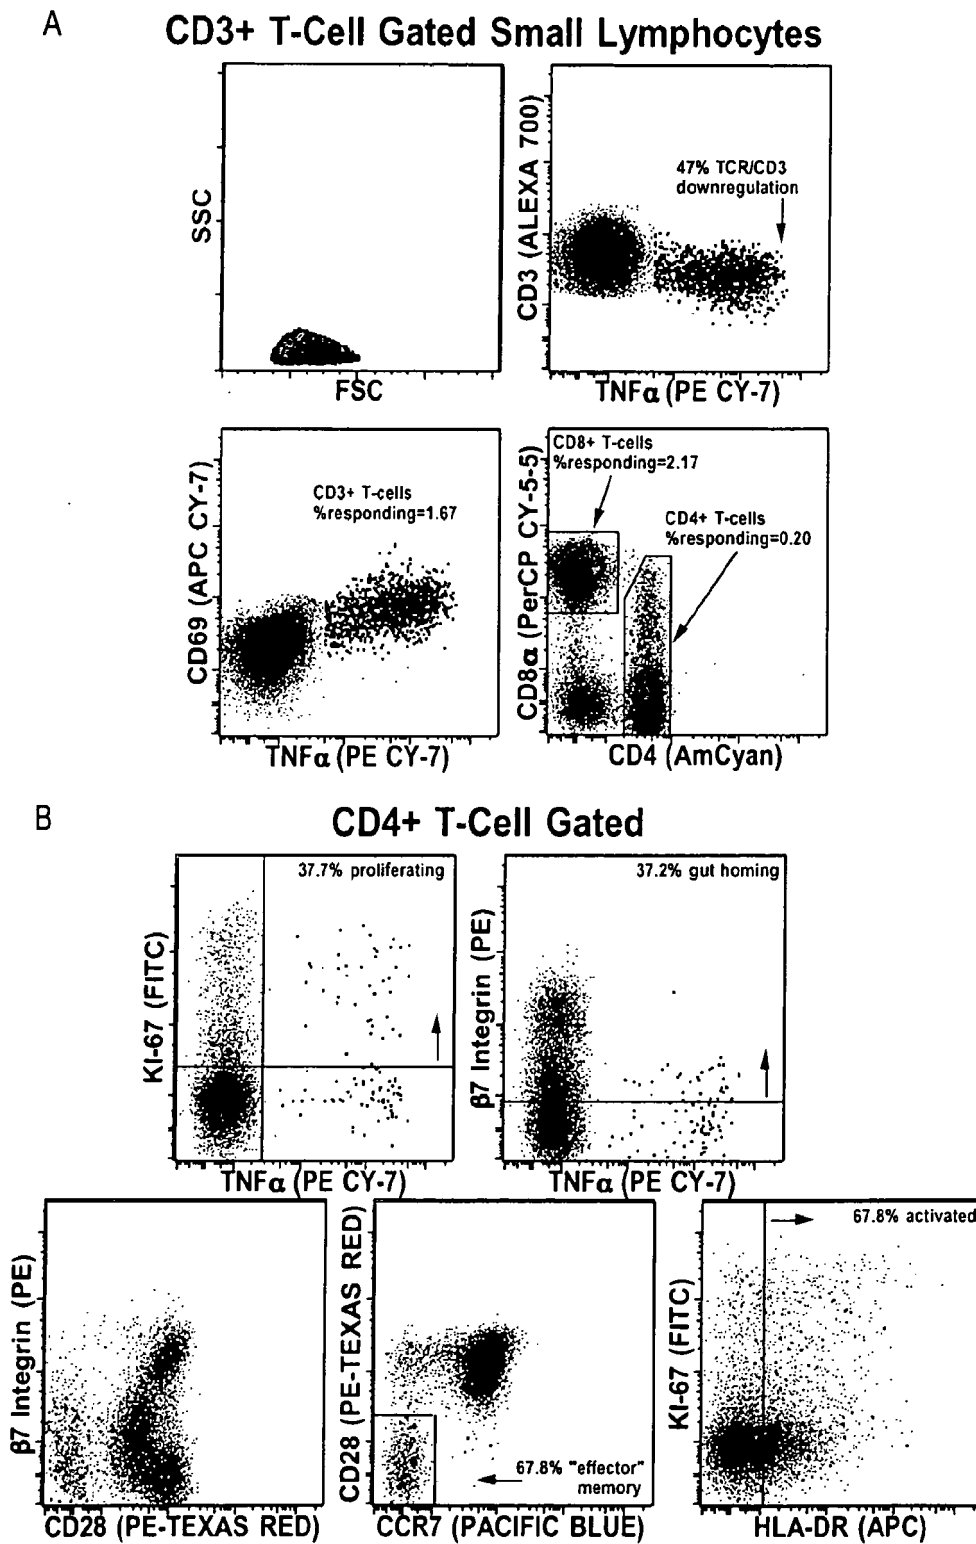 A
CD3+ T-Cell Gated Small Lymphocytes
SSC
FSC
CD3 (ALEXA 700)
47% TCR/CD3
downregulation
TNFα (PE CY-7)
CD69 (APC CY-7)
CD3+ T-cells
%responding=1.67
TNFα (PE CY-7)
CD8α (PerCP CY-5-5)
CD8+ T-cells
%responding=2.17
CD4+ T-cells
%responding=0.20
CD4 (AmCyan)
B
CD4+ T-Cell Gated
KI-67 (FITC)
37.7% proliferating
TNFα (PE CY-7)
β7 Integrin (PE)
37.2% gut homing
TNFα (PE CY-7)
β7 Integrin (PE)
CD28 (PE-TEXAS RED)
CD28 (PE-TEXAS RED)
67.8% "effector"
memory
CCR7 (PACIFIC BLUE)
KI-67 (FITC)
67.8% activated
HLA-DR (APC)